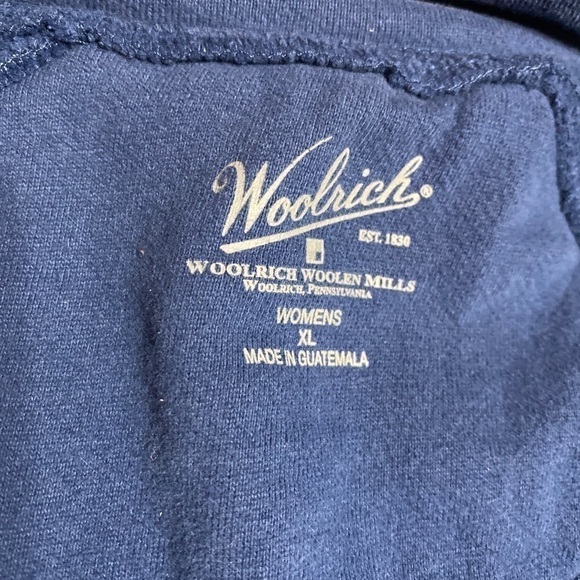 Woolrich®
EST. 1830
WOOLRICH WOOLEN MILLS
WOOLRICH, PENNSYLVANIA
WOMENS
XL
MADE IN GUATEMALA